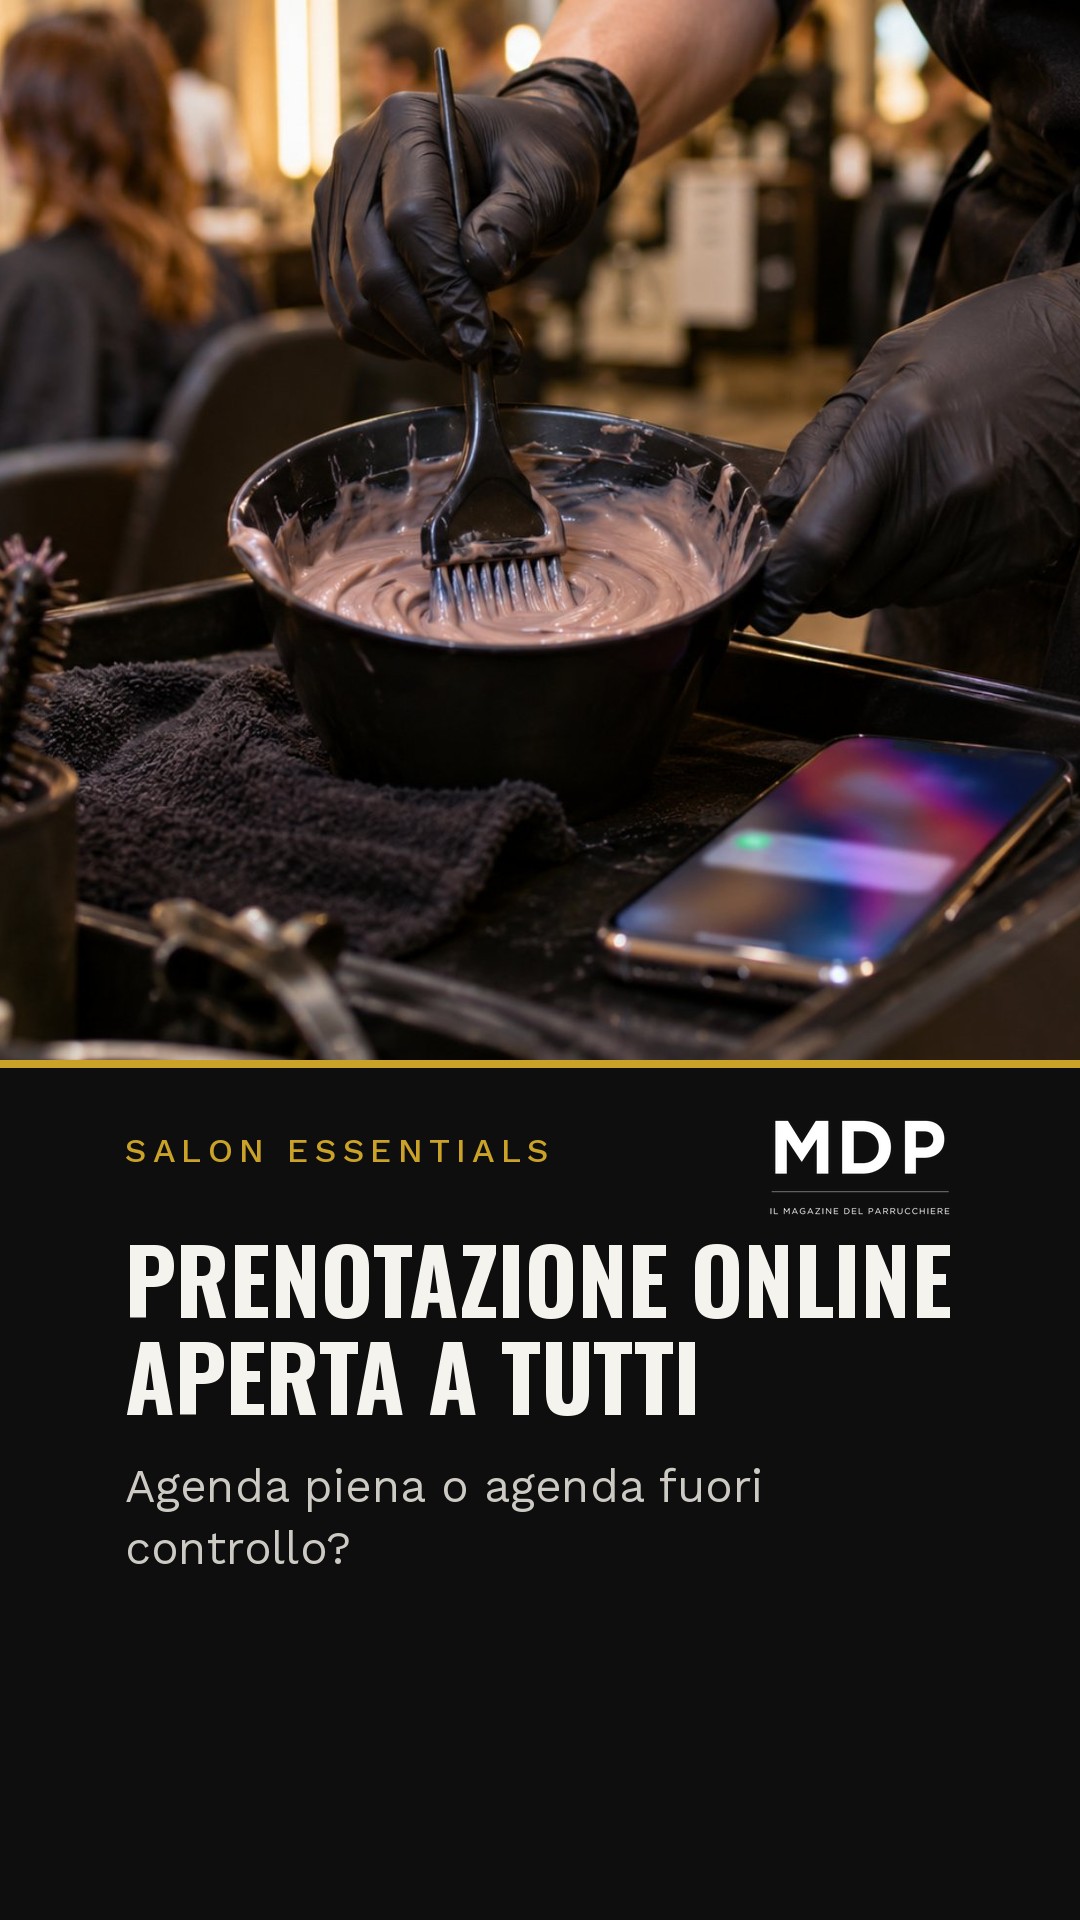 SALON ESSENTIALS
MDP
IL MAGAZINE DEL PARRUCCHIERE
PRENOTAZIONE ONLINE
APERTA A TUTTI
Agenda piena o agenda fuori
controllo?